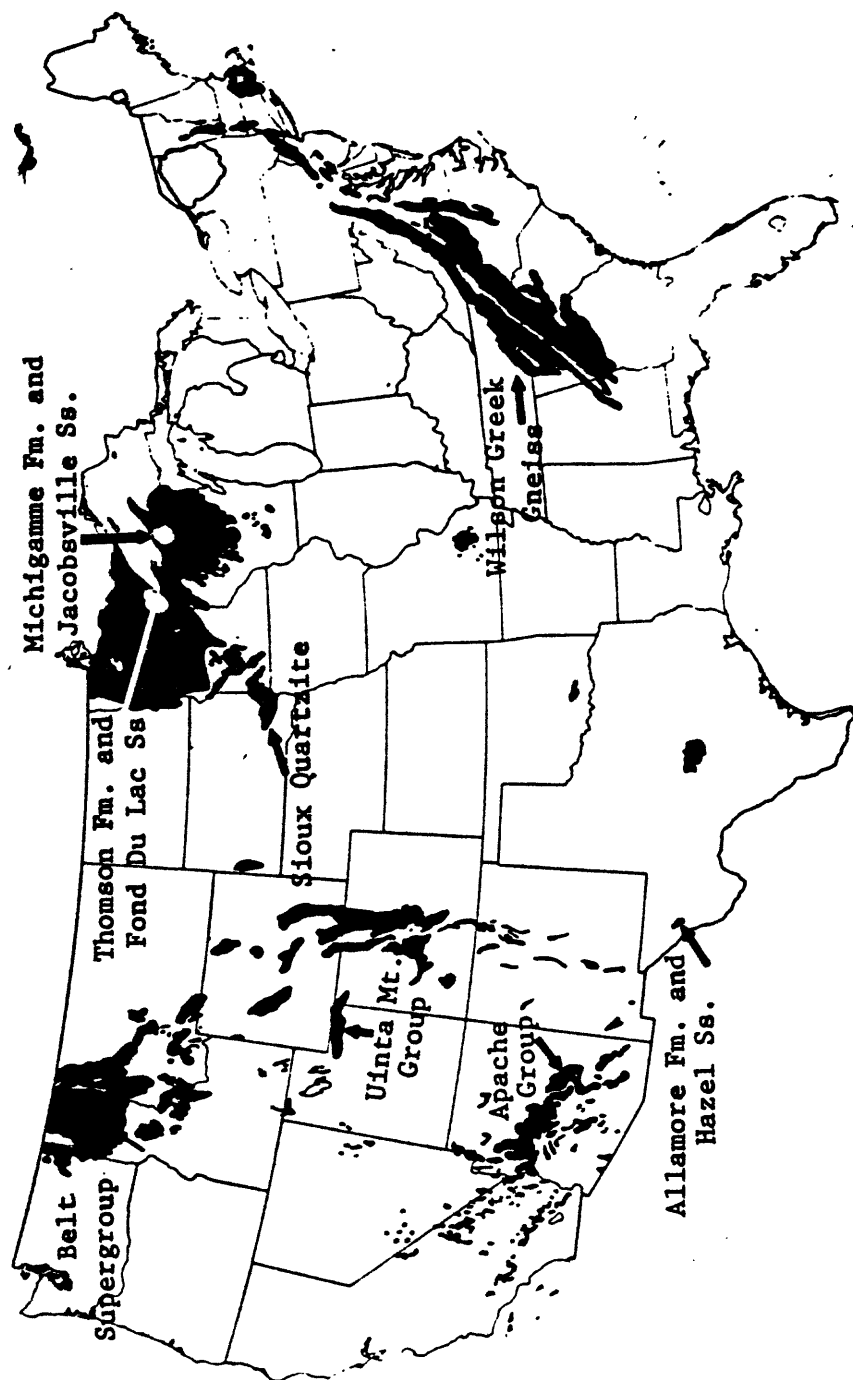 Michigamme Fm. and
Jacobsville Ss.
Thomson Fm. and
Fond Du Lac Ss
Belt
Supergroup
Sioux Quartzite
Wilson Greek
Gneiss
Uinta Mt.
Group
Apache
Group
Allamore Fm. and
Hazel Ss.